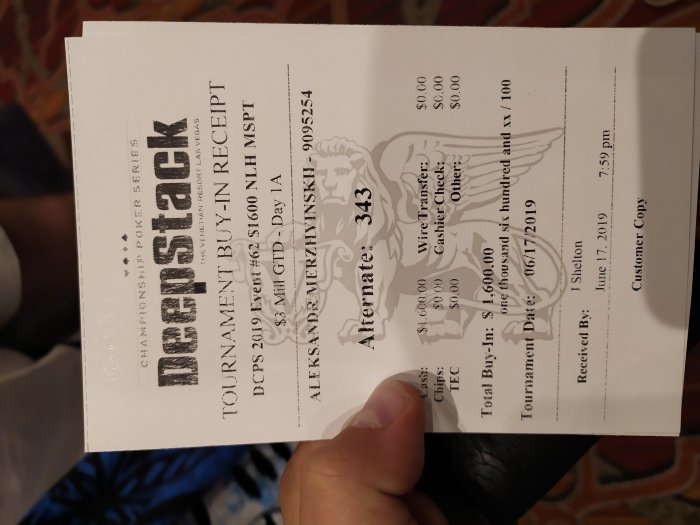 CHAMPIONSHIP POKER SERIES
DeepStack
THE VENETIAN RESORT LAS VEGAS
TOURNAMENT BUY-IN RECEIPT
DCPS 2019 Event #62 $1600 NLH MSPT
$3 Mill GTD - Day 1A
ALEKSANDR MERZHVINSKII - 9095254
Alternate: 343
Cash: $1,600.00 Wire Transfer: $0.00
Chips: $0.00 Cashier Check: $0.00
TEC $0.00 Other: $0.00
Total Buy-In: $ 1,600.00
one thousand six hundred and xx / 100
Tournament Date: 06/17/2019
Received By: J Shelton
June 17, 2019 7:59 pm
Customer Copy